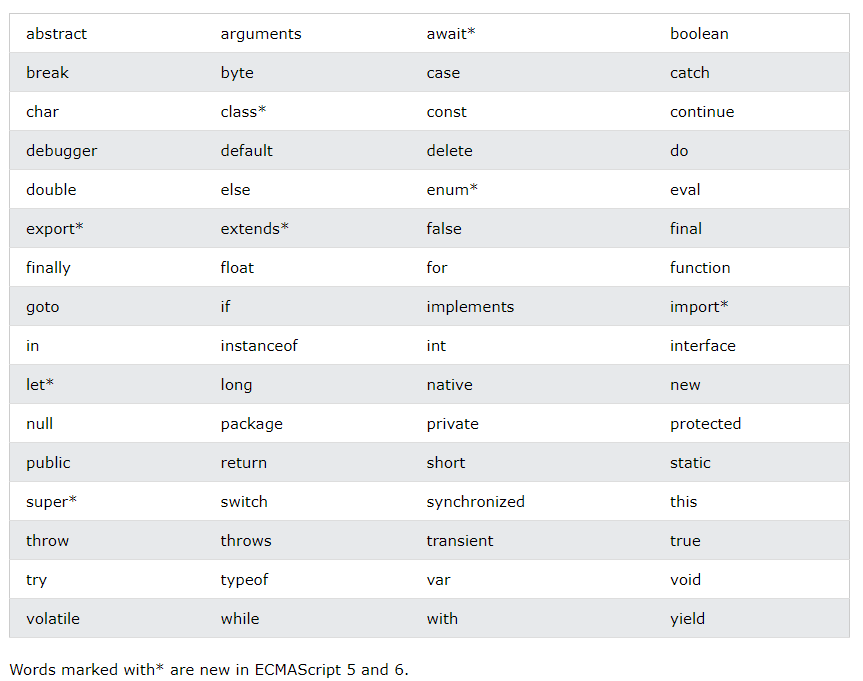 abstract arguments await* boolean
break byte case catch
char class* const continue
debugger default delete do
double else enum* eval
export* extends* false final
finally float for function
goto if implements import*
in instanceof int interface
let* long native new
null package private protected
public return short static
super* switch synchronized this
throw throws transient true
try typeof var void
volatile while with yield
Words marked with* are new in ECMAScript 5 and 6.